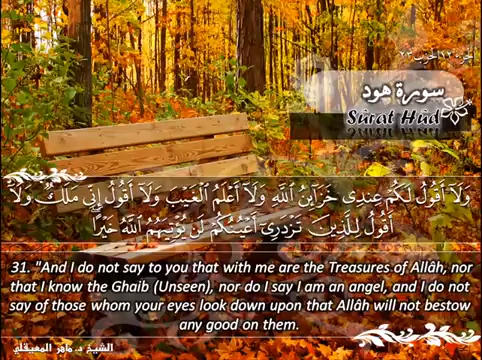 سورة هود
Sûrat Hûd
وَلَآ أَقُولُ لَكُمْ عِندِى خَزَآئِنُ ٱللَّهِ وَلَآ أَعْلَمُ ٱلْغَيْبَ وَلَآ أَقُولُ إِنِّى مَلَكٌ وَلَآ
أَقُولُ لِلَّذِينَ تَزْدَرِىٓ أَعْيُنُكُمْ لَن يُؤْتِيَهُمُ ٱللَّهُ خَيْرًا
31. "And I do not say to you that with me are the Treasures of Allâh, nor
that I know the Ghaib (Unseen), nor do I say I am an angel, and I do not
say of those whom your eyes look down upon that Allâh will not bestow
any good on them.
الشيخ د. ماهر المعيقلي